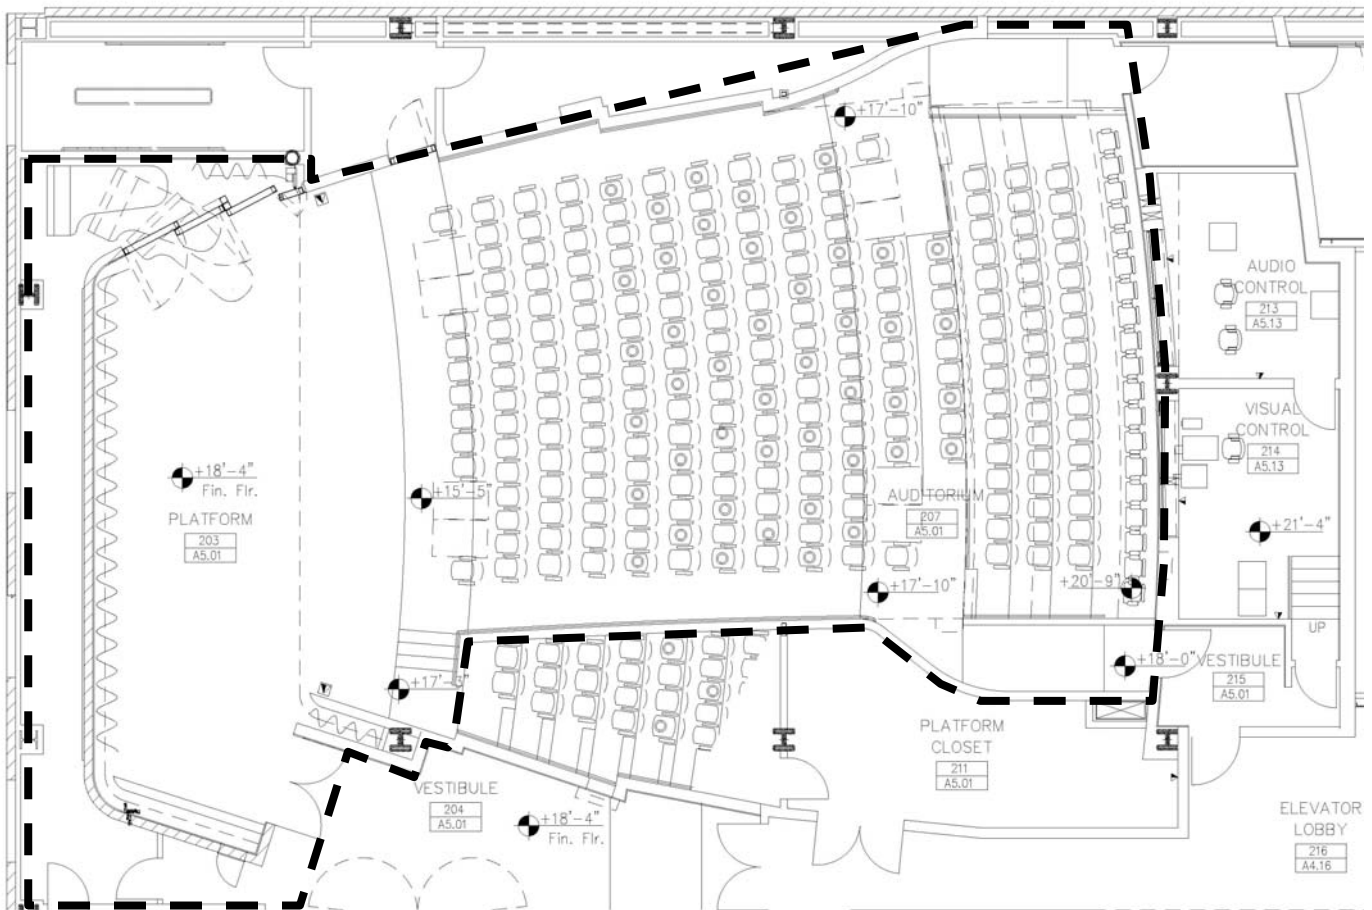 +17'-10"
AUDIO
CONTROL
213
A5.13
VISUAL
CONTROL
214
A5.13
+18'-4"
Fin. Flr.
PLATFORM
203
A5.01
+15'-5"
AUDITORIUM
207
A5.01
+21'-4"
+17'-10"
+20'-9"
UP
+18'-0"
VESTIBULE
215
A5.01
+17'-3"
PLATFORM
CLOSET
211
A5.01
VESTIBULE
204
A5.01
+18'-4"
Fin. Flr.
ELEVATOR
LOBBY
216
A4.16